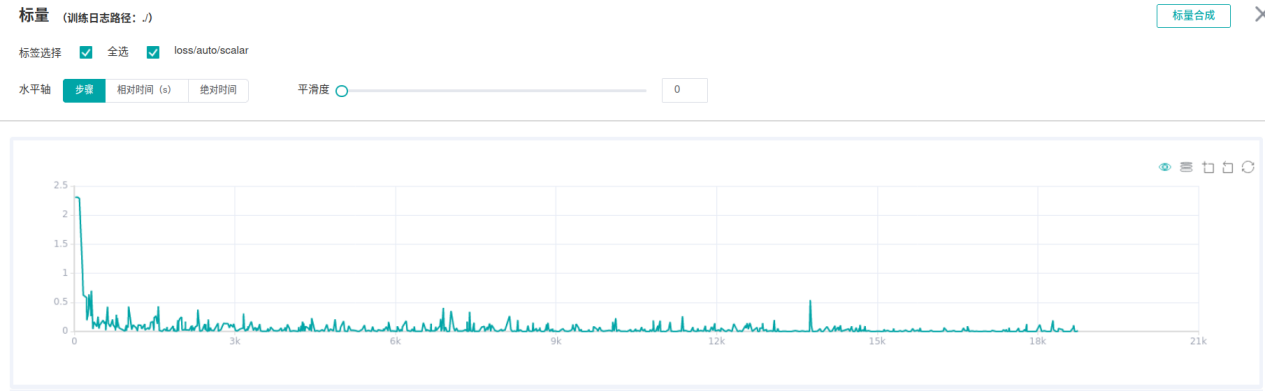 标量 (训练日志路径: ./) 标量合成
标签选择 全选 loss/auto/scalar
水平轴 步骤 相对时间 (s) 绝对时间 平滑度 0
2.5
2
1.5
1
0.5
0
0 3k 6k 9k 12k 15k 18k 21k